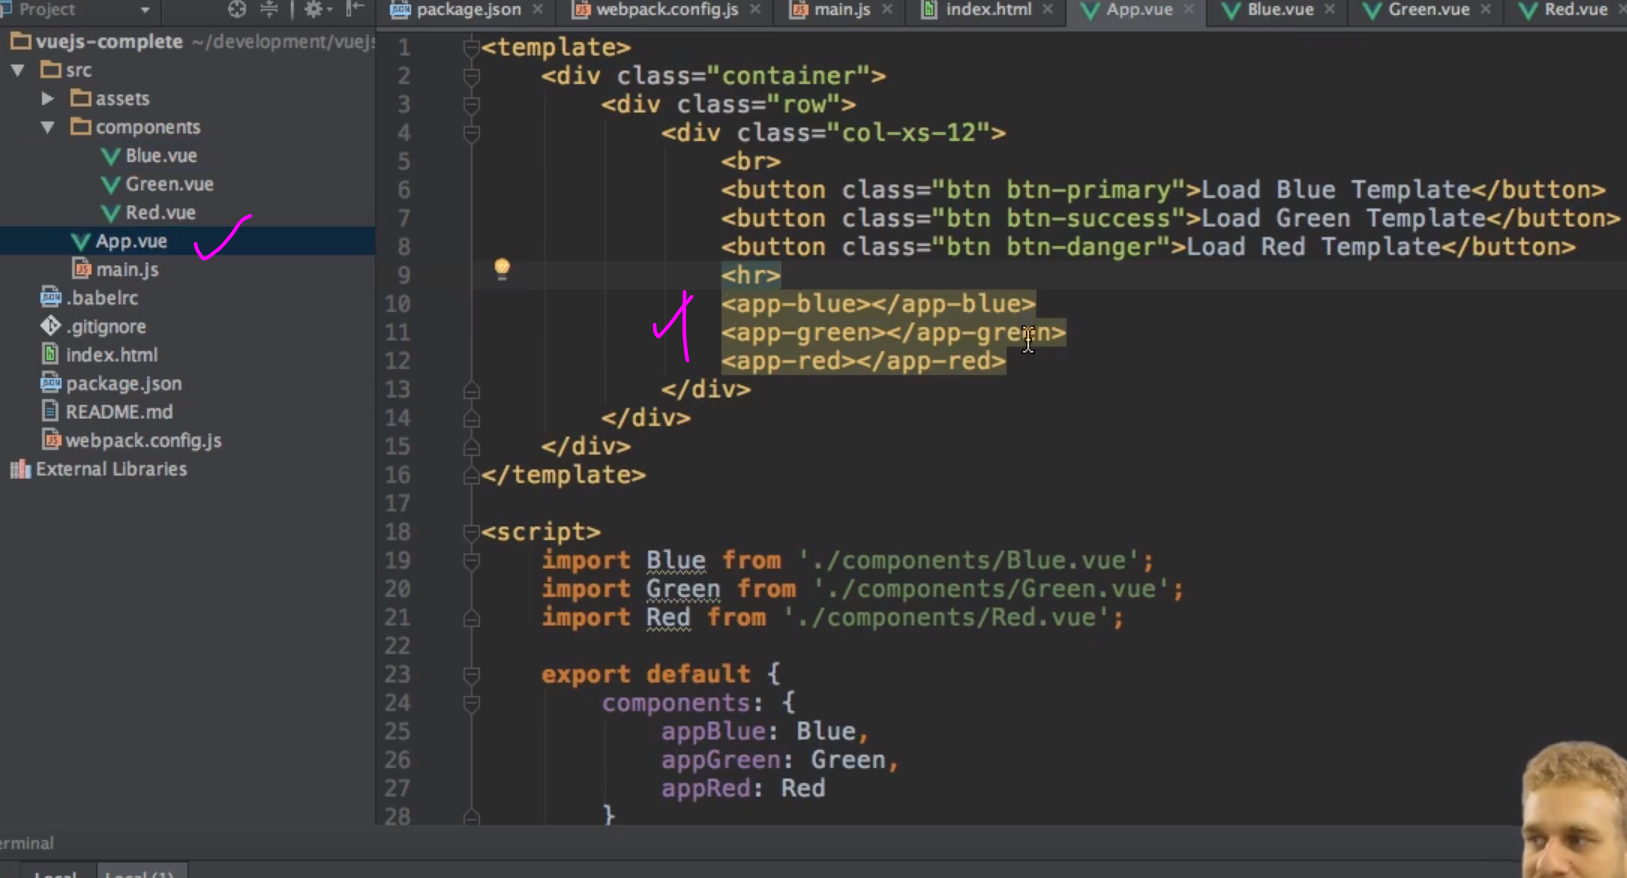 Project
package.json
webpack.config.js
main.js
index.html
App.vue
Blue.vue
Green.vue
Red.vue
vuejs-complete ~/development/vuejs
src
assets
components
Blue.vue
Green.vue
Red.vue
App.vue
main.js
.babelrc
.gitignore
index.html
package.json
README.md
webpack.config.js
External Libraries
1 <template>
2 <div class="container">
3 <div class="row">
4 <div class="col-xs-12">
5 <br>
6 <button class="btn btn-primary">Load Blue Template</button>
7 <button class="btn btn-success">Load Green Template</button>
8 <button class="btn btn-danger">Load Red Template</button>
9 <hr>
10 <app-blue></app-blue>
11 <app-green></app-green>
12 <app-red></app-red>
13 </div>
14 </div>
15 </div>
16 </template>
17
18 <script>
19 import Blue from './components/Blue.vue';
20 import Green from './components/Green.vue';
21 import Red from './components/Red.vue';
22
23 export default {
24 components: {
25 appBlue: Blue,
26 appGreen: Green,
27 appRed: Red
28 }
erminal
Local
Local (1)